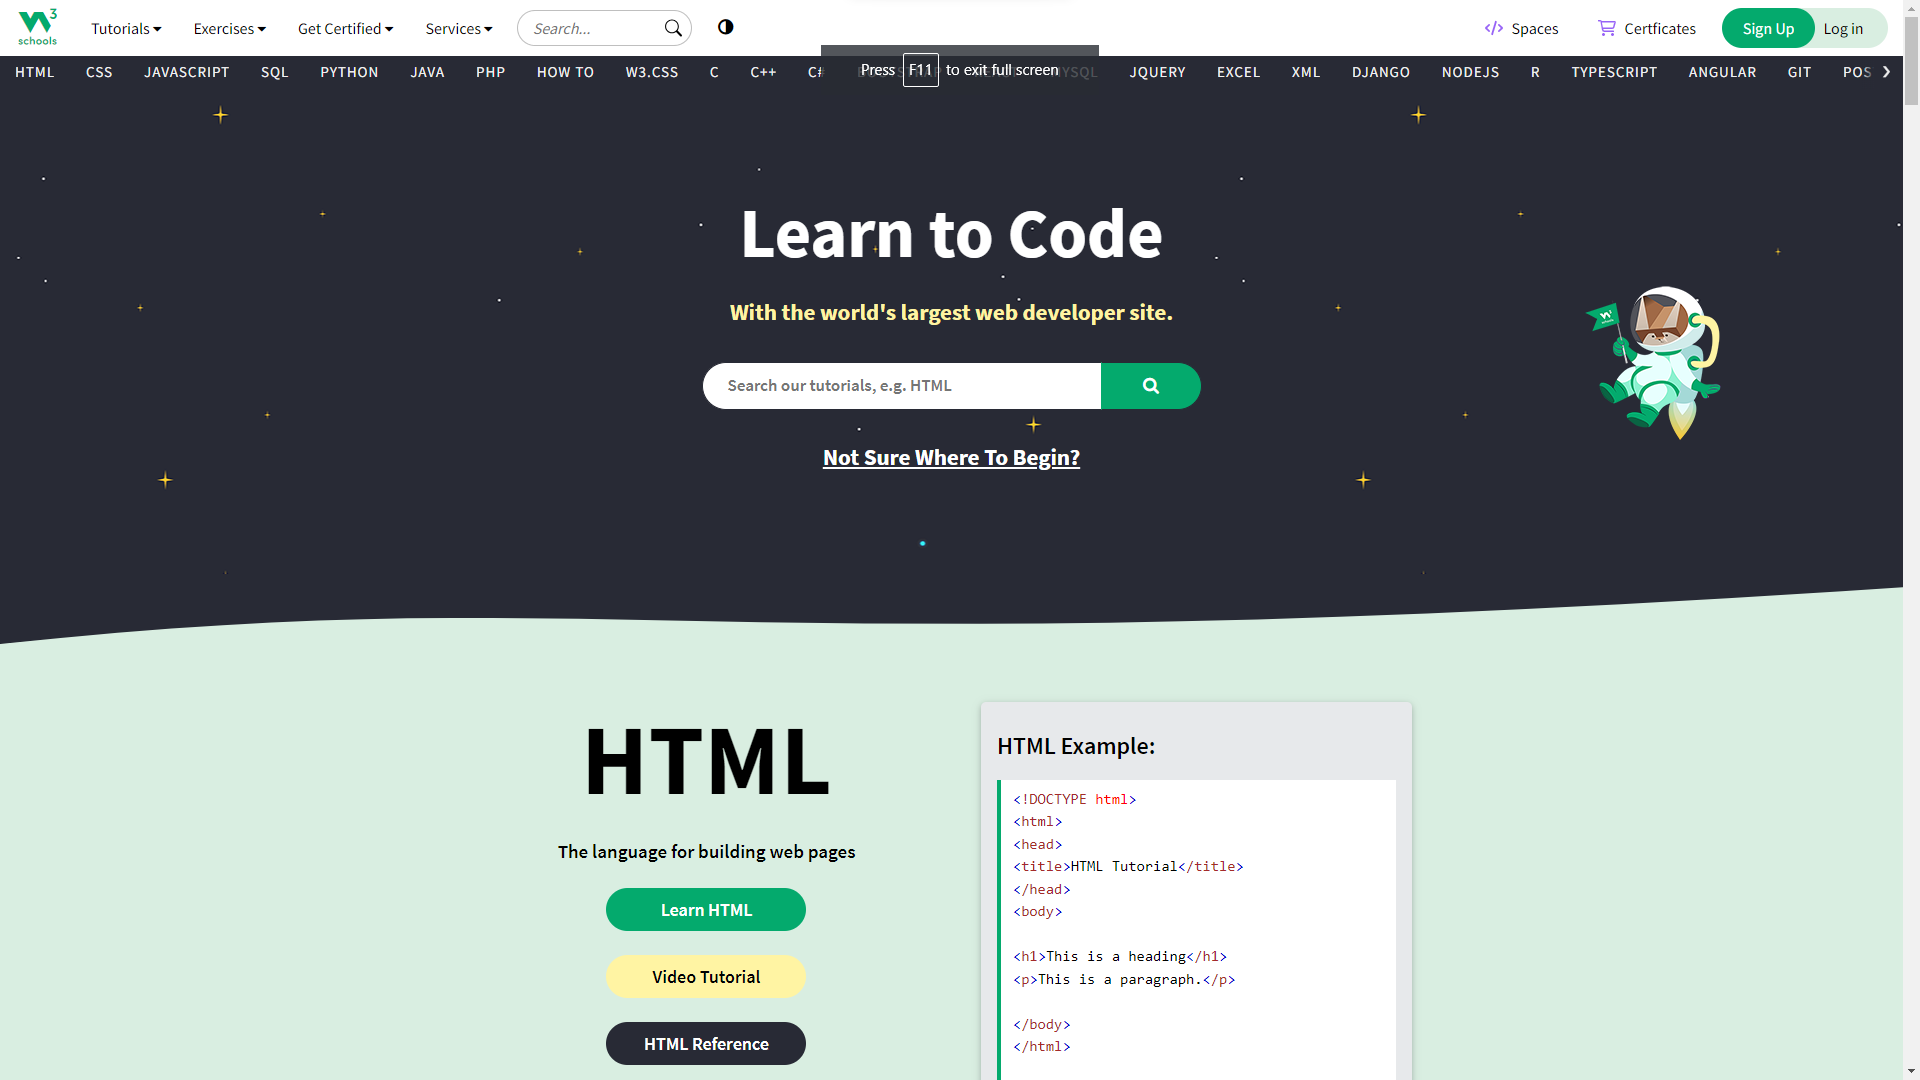 W3 schools
Tutorials Exercises Get Certified Services Search... Spaces Certficates Sign Up Log in
HTML CSS JAVASCRIPT SQL PYTHON JAVA PHP HOW TO W3.CSS C C++ C# JQUERY EXCEL XML DJANGO NODEJS R TYPESCRIPT ANGULAR GIT POS
Press F11 to exit full screen
Learn to Code
With the world's largest web developer site.
Search our tutorials, e.g. HTML
Not Sure Where To Begin?
HTML
The language for building web pages
Learn HTML
Video Tutorial
HTML Reference
HTML Example:
<!DOCTYPE html>
<html>
<head>
<title>HTML Tutorial</title>
</head>
<body>
<h1>This is a heading</h1>
<p>This is a paragraph.</p>
</body>
</html>